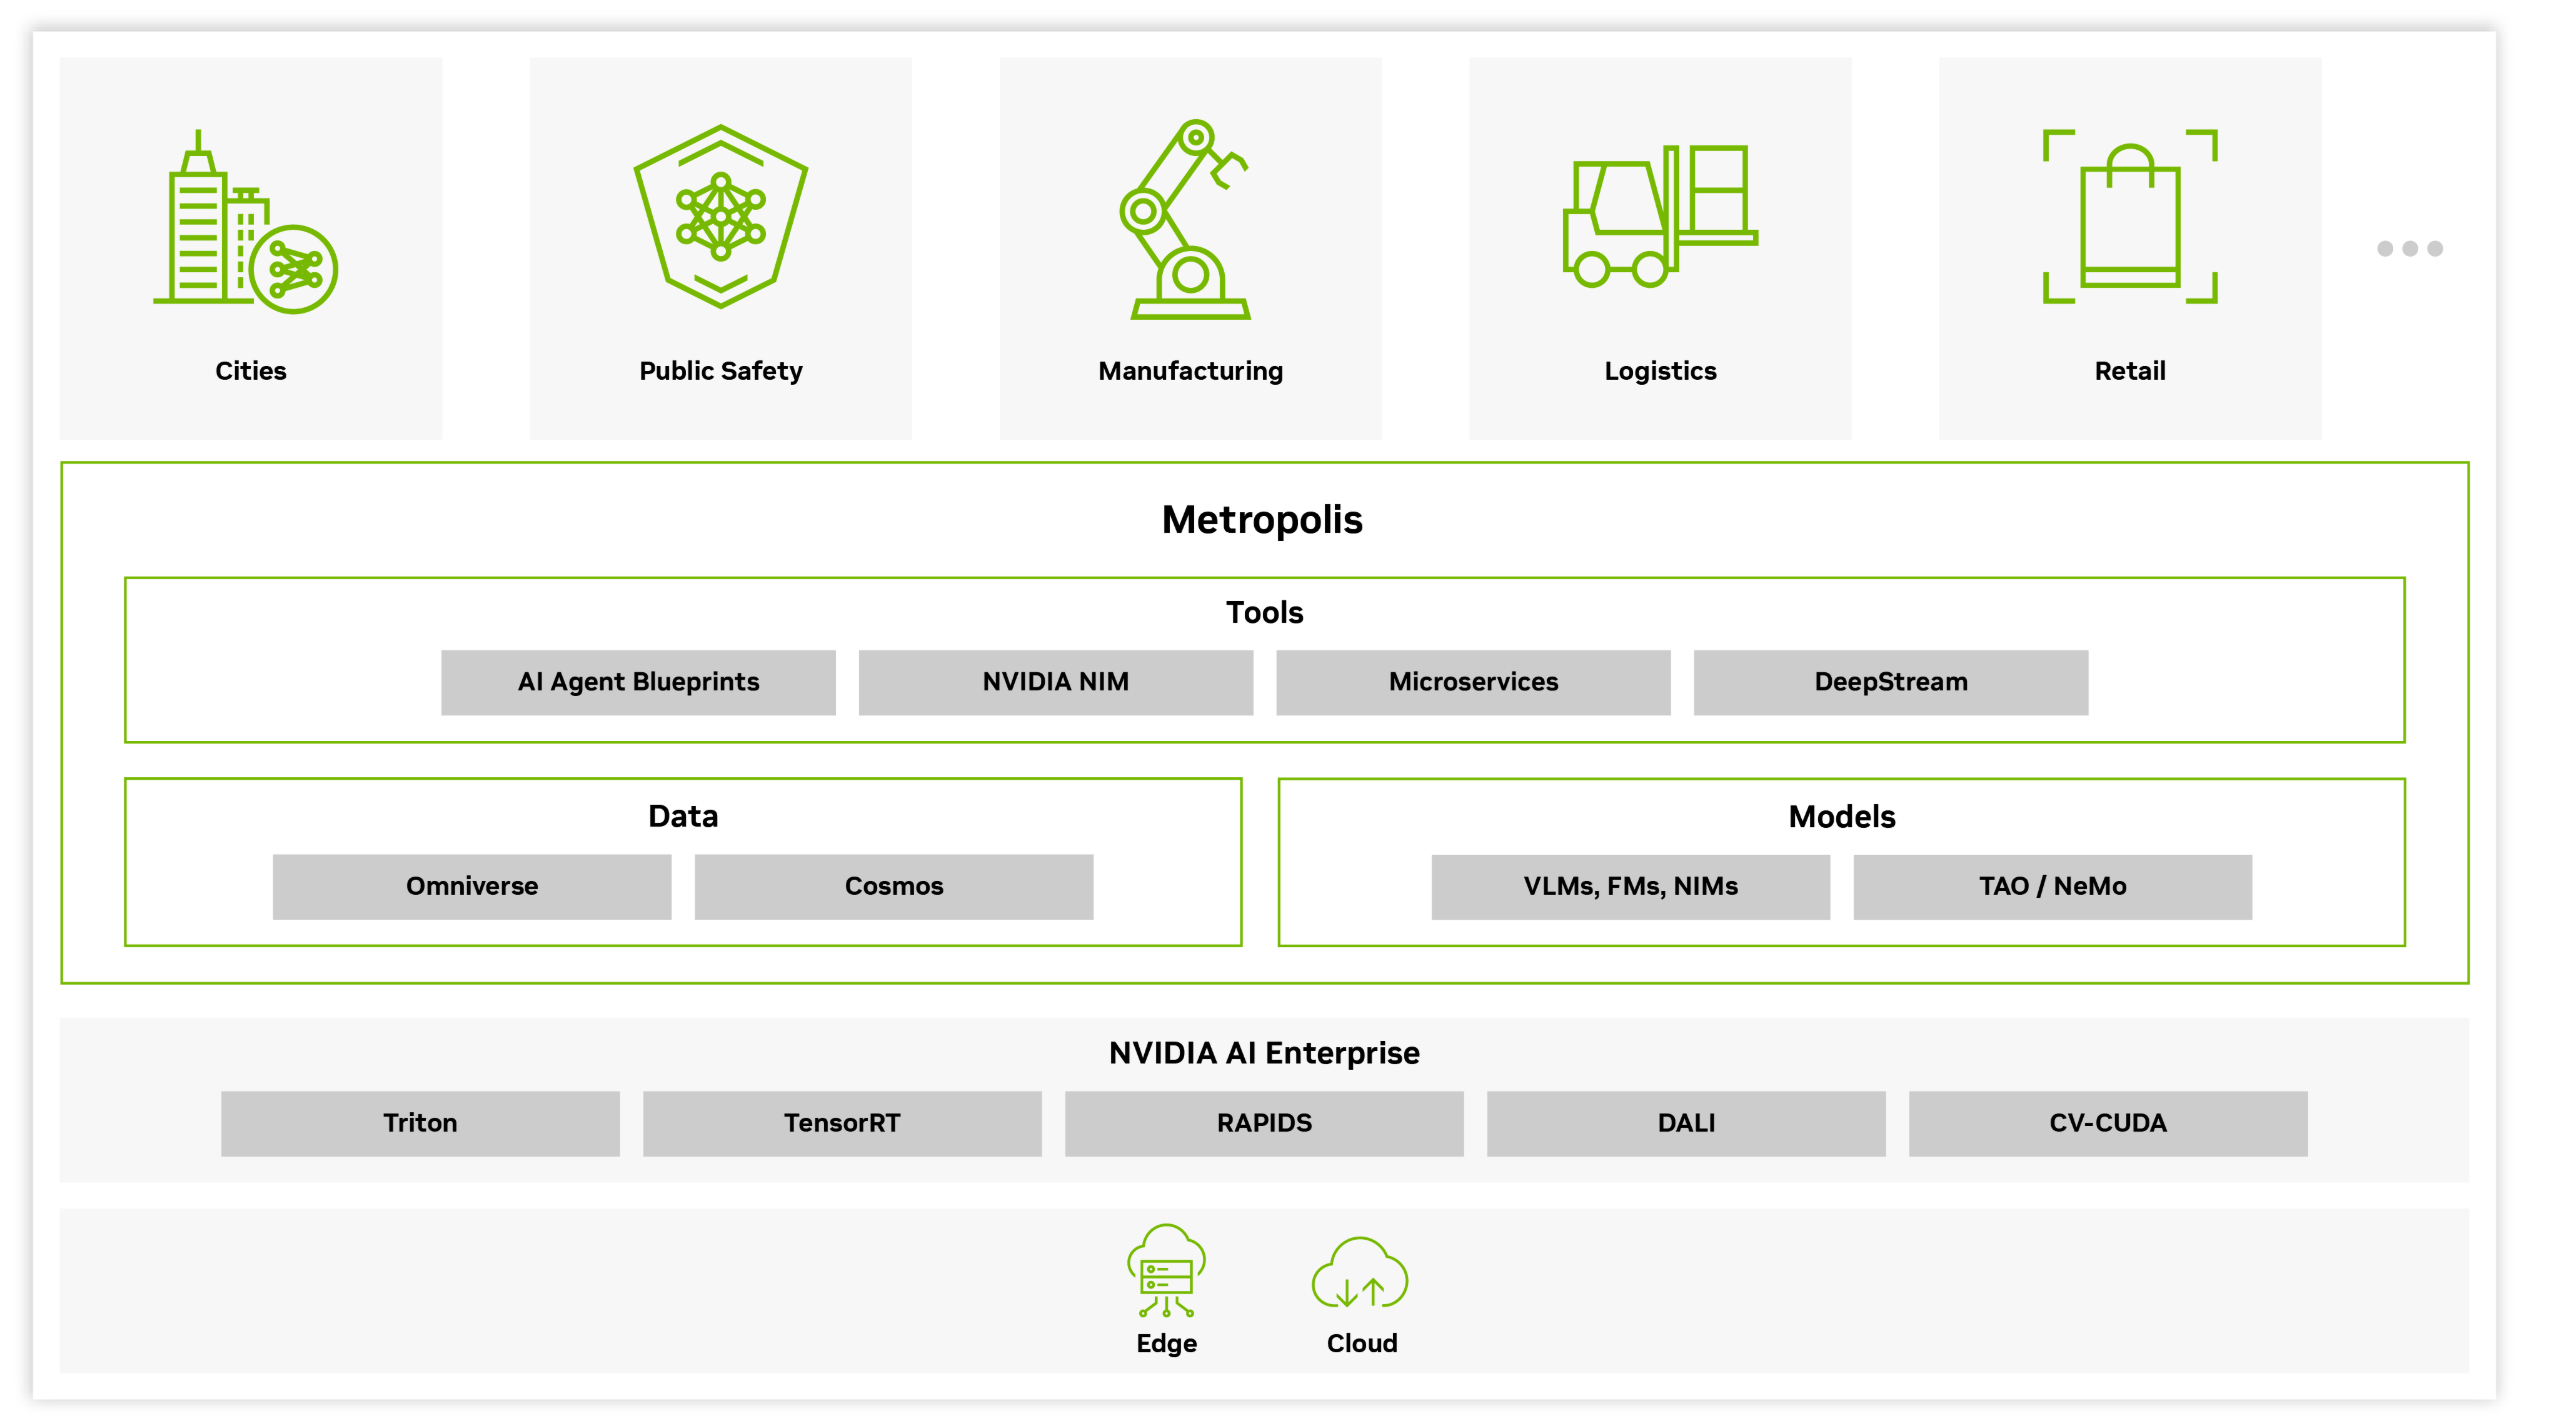 Cities
Public Safety
Manufacturing
Logistics
Retail
Metropolis
Tools
AI Agent Blueprints
NVIDIA NIM
Microservices
DeepStream
Data
Omniverse
Cosmos
Models
VLMs, FMs, NIMs
TAO / NeMo
NVIDIA AI Enterprise
Triton
TensorRT
RAPIDS
DALI
CV-CUDA
Edge
Cloud